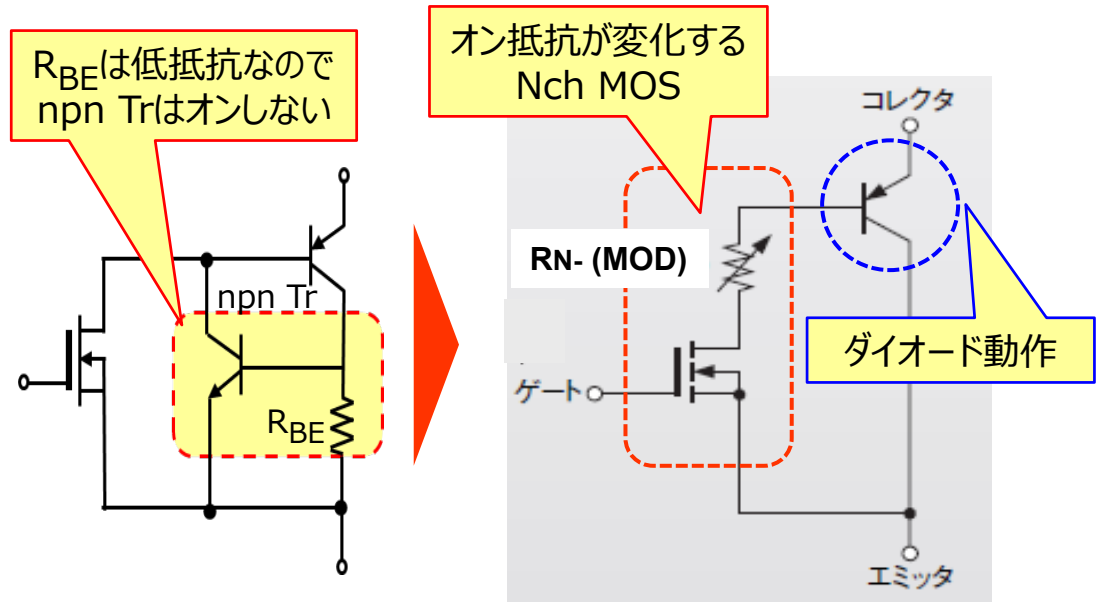 R_BEは低抵抗なので
npn Trはオンしない
オン抵抗が変化する
Nch MOS
コレクタ
RN- (MOD)
npn Tr
ダイオード動作
ゲート
R_BE
エミッタ